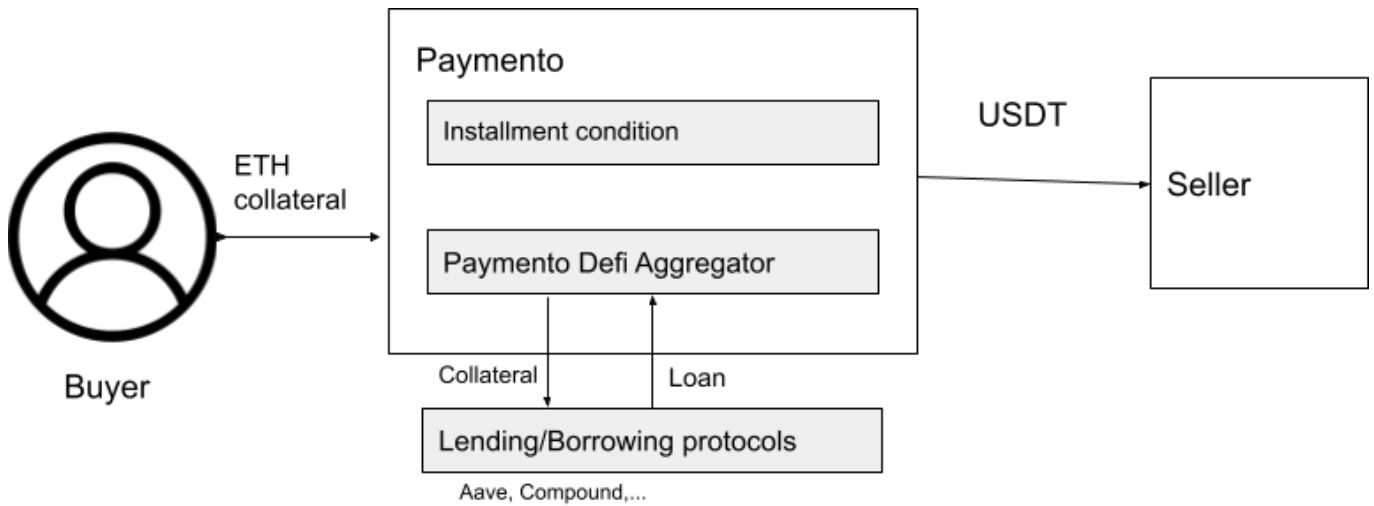 Paymento
Installment condition
USDT
ETH
collateral
Seller
Paymento Defi Aggregator
Buyer
Collateral
Loan
Lending/Borrowing protocols
Aave, Compound,...